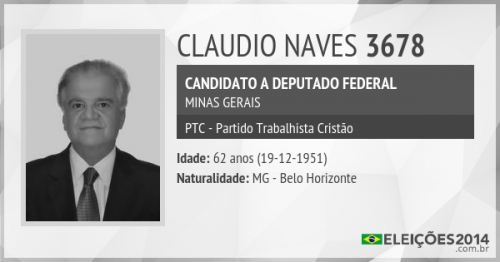 CLAUDIO NAVES 3678
CANDIDATO A DEPUTADO FEDERAL
MINAS GERAIS
PTC - Partido Trabalhista Cristão
Idade: 62 anos (19-12-1951)
Naturalidade: MG - Belo Horizonte
ELEIÇÕES2014
.com.br